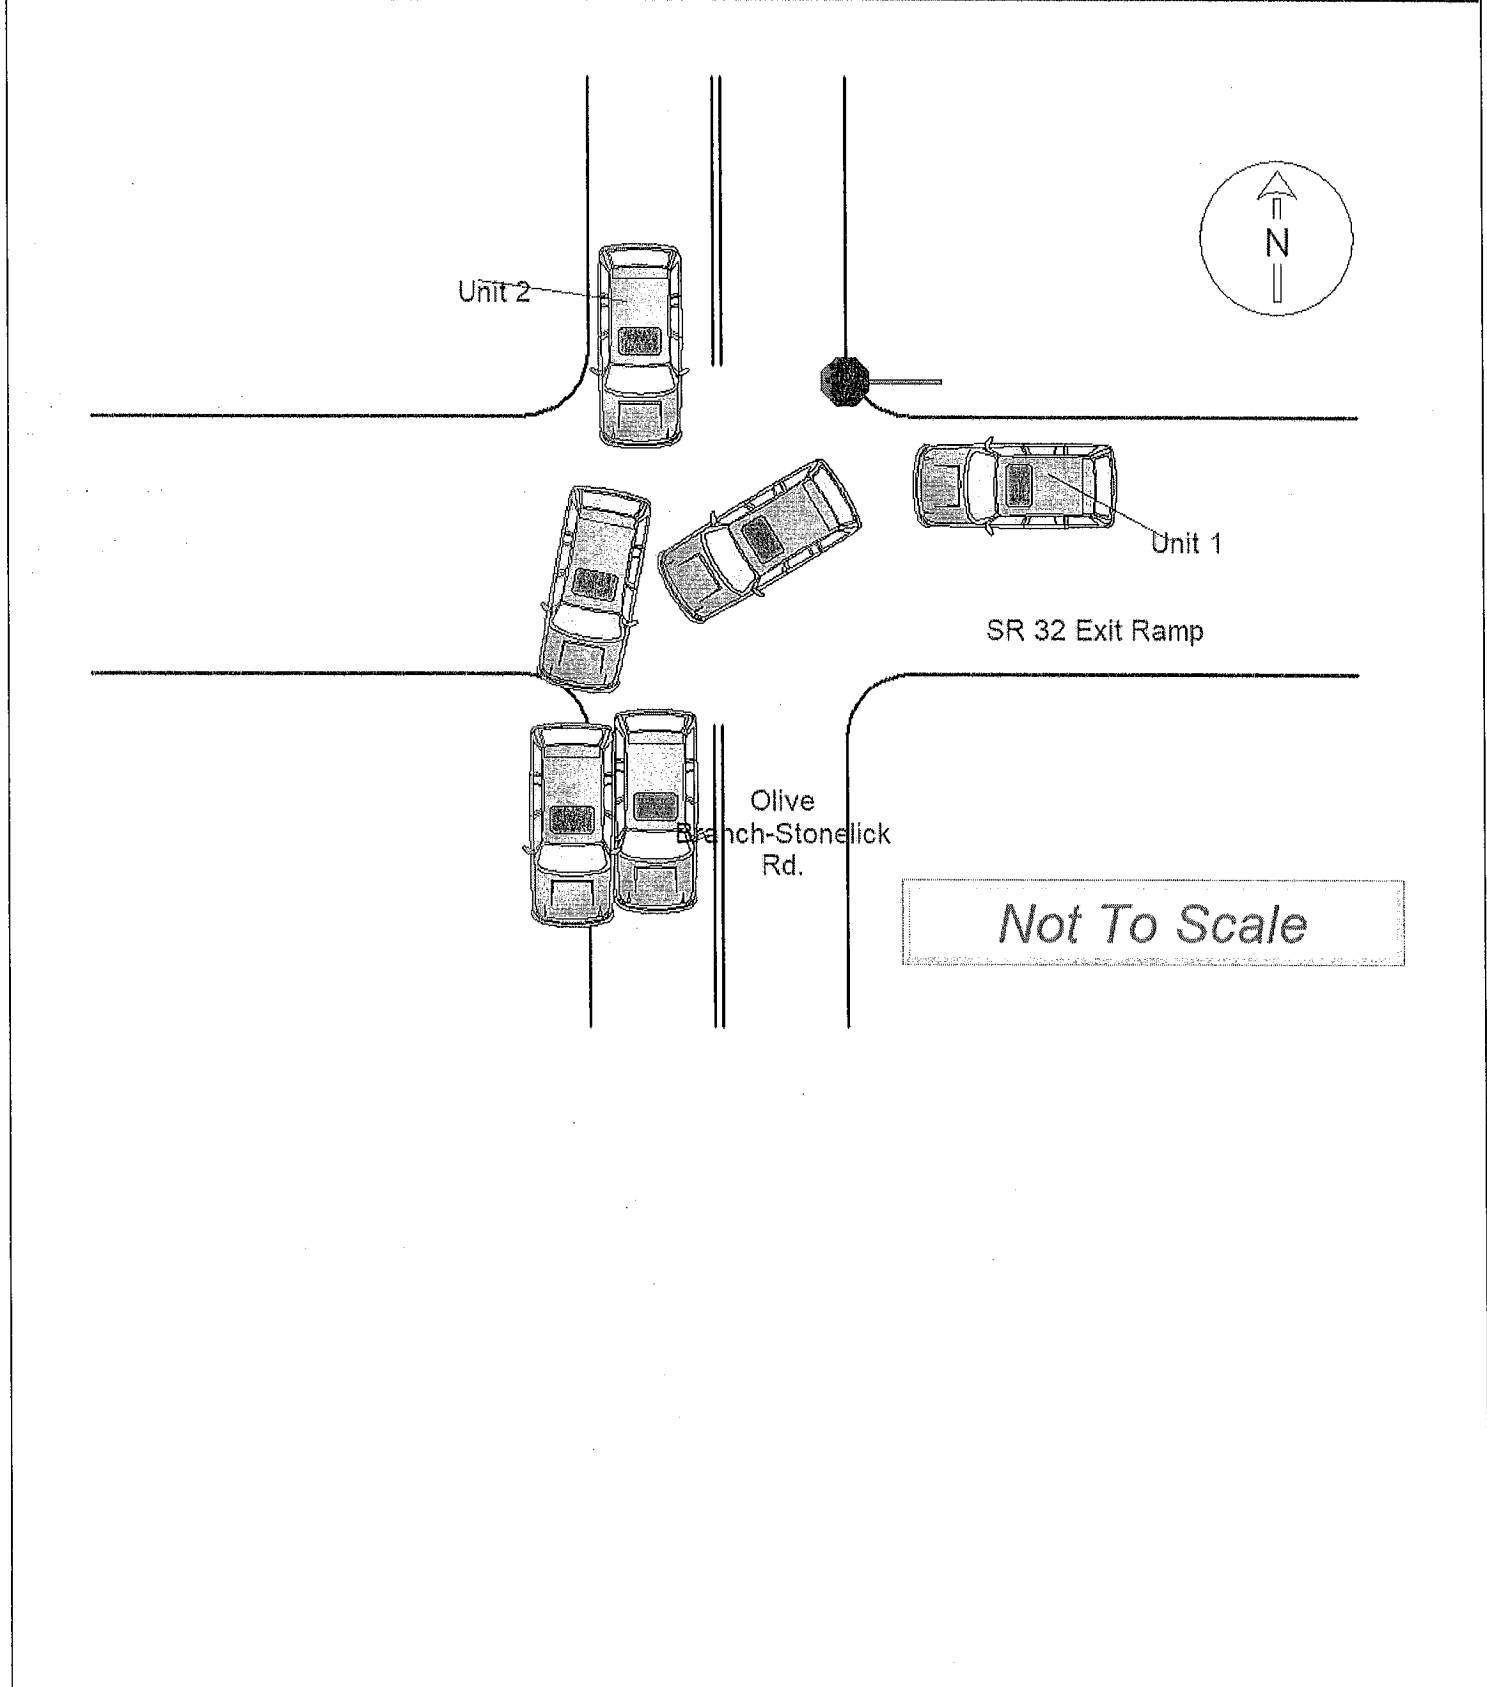 N
Unit 2
Unit 1
SR 32 Exit Ramp
Olive
Branch-Stonelick
Rd.
Not To Scale